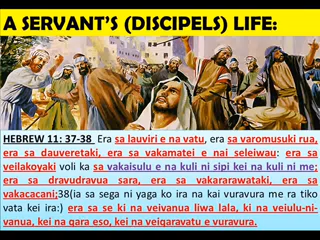 A SERVANT'S (DISCIPELS) LIFE:
HEBREW 11: 37-38 Era sa lauviri e na vatu, era sa varomusuki rua,
era sa dauveretaki, era sa vakamatei e nai seleiwau: era sa
veilakoyaki voli ka sa vakaisulu e na kuli ni sipi kei na kuli ni me;
era sa dravudravua sara, era sa vakararawataki, era sa
vakacacani;38(ia sa sega ni yaga ko ira na kai vuravura me ra tiko
vata kei ira:) era sa se ki na veivanua liwa lala, ki na veiulu-ni-
vanua, kei na qara eso, kei na veiqaravatu e vuravura.